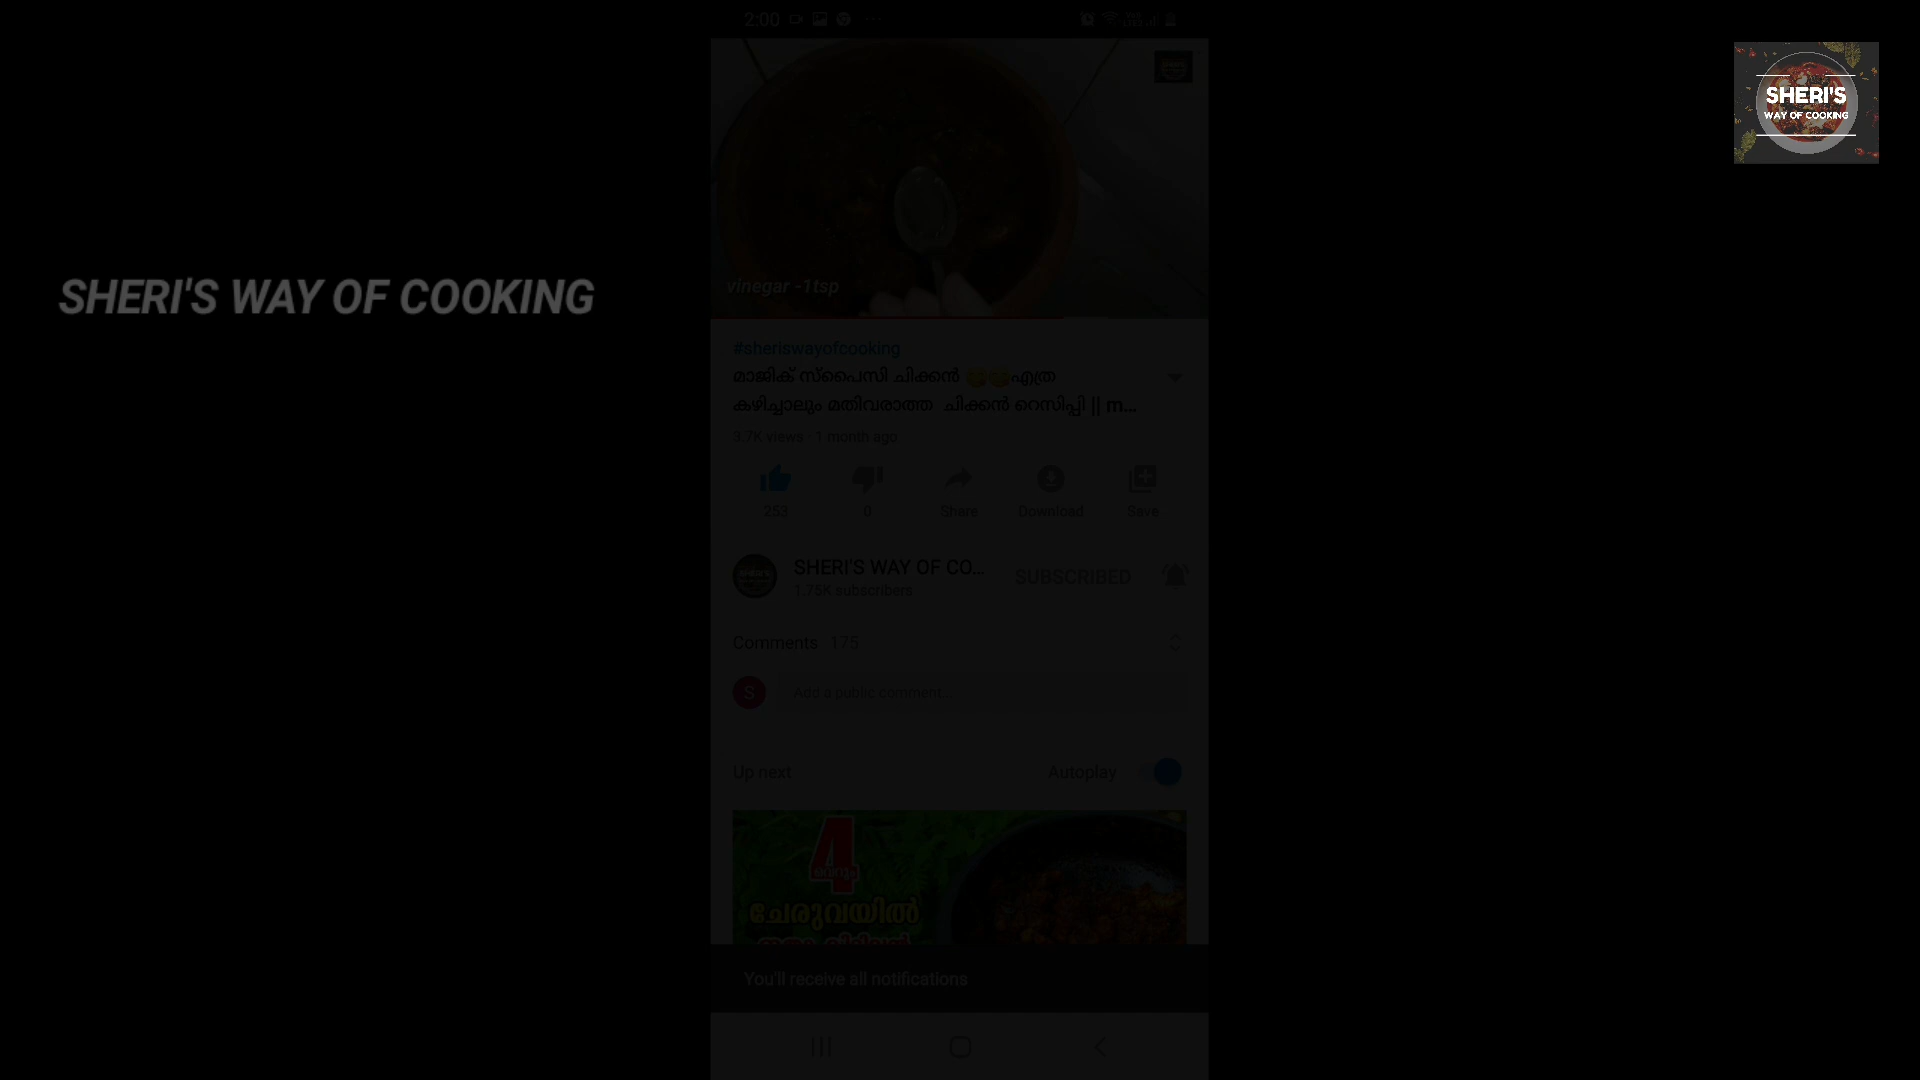 2:00
SHERI'S
WAY OF COOKING
SHERI'S WAY OF COOKING
vinegar -1tsp
#sheriswayofcooking
മാജിക് സ്പൈസി ചിക്കൻ 😋😋എത്ര
കഴിച്ചാലും മതിവരാത്ത ചിക്കൻ റെസിപ്പി || m...
3.7K views · 1 month ago
253
0
Share
Download
Save
SHERI'S WAY OF CO...
1.75K subscribers
SUBSCRIBED
Comments 175
S
Add a public comment...
Up next
Autoplay
4
ചേരുവയിൽ
You'll receive all notifications